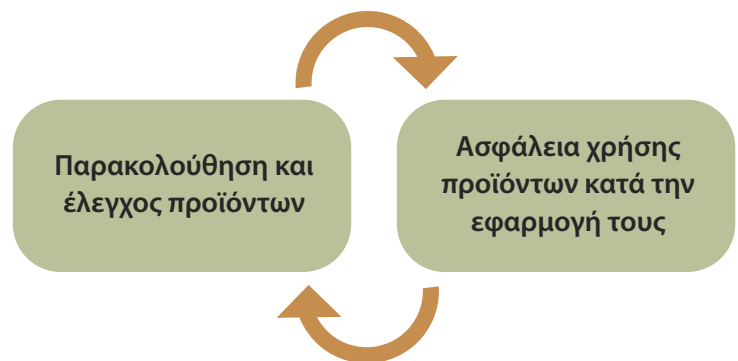 Παρακολούθηση και
έλεγχος προϊόντων
Ασφάλεια χρήσης
προϊόντων κατά την
εφαρμογή τους